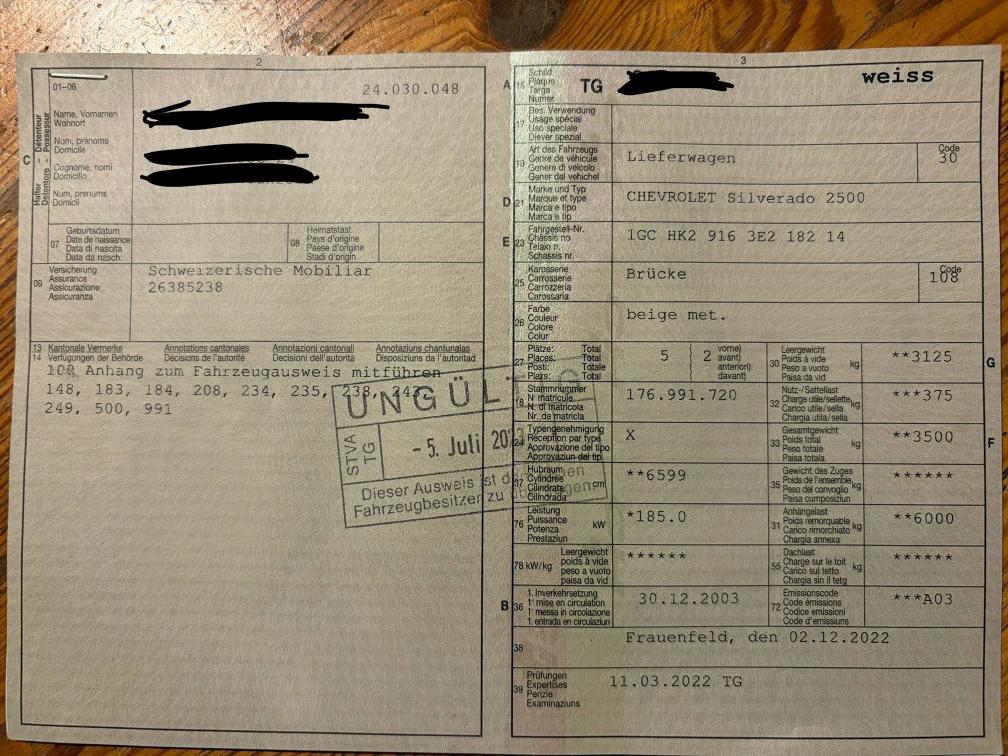 2
01-06
24.030.048
C
Halter - Détenteur
Detentore - Possessur
Name, Vornamen
Wohnort
Nom, prénoms
Domicile
Cognome, nomi
Domicilio
Num, prenums
Domicil
07
Geburtsdatum
Date de naissance
Data di nascita
Data da nasch.
08
Heimatstaat
Pays d'origine
Paese d'origine
Stadi d'origin
09
Versicherung
Assurance
Assicurazione
Assicuranza
Schweizerische Mobiliar
26385238
13 Kantonale Vermerke Annotations cantonales Annotazioni cantonali Annotaziuns chantunalas
14 Verfügungen der Behörde Décisions de l'autorité Decisioni dell'autorità Disposiziuns da l'autoritad
100 Anhang zum Fahrzeugausweis mitführen
148, 183, 184, 208, 234, 235, 238, 243,
249, 500, 991
STVA
TG
- 5. Juli
Dieser Ausweis ist
Fahrzeugbesitzer zu
3
A 15
Schild
Plaque
Targa
Numer
TG
weiss
17
Bes. Verwendung
Usage spécial
Uso speciale
Diever spezial
19
Art des Fahrzeugs
Genre de véhicule
Genere di veicolo
Gener dal vehichel
Lieferwagen
Code
30
D 21
Marke und Typ
Marque et type
Marca e tipo
Marca e tip
CHEVROLET Silverado 2500
E 23
Fahrgestell-Nr.
Châssis no
Telaio n.
Schassis nr.
1GC HK2 916 3E2 182 14
25
Karosserie
Carrosserie
Carrozzeria
Carossaria
Brücke
Code
108
26
Farbe
Couleur
Colore
Colur
beige met.
27
Plätze: Total
Places: Total
Posti: Totale
Plazs: Total
5
2
vorne)
avant)
anteriori)
davant)
30
Leergewicht
Poids à vide
Peso a vuoto
Paisa da vid
kg
**3125
G
18
Stammnummer
N° matricule
N. di matricola
Nr. da matricla
176.991.720
32
Nutz-/Sattellast
Charge utile/sellette
Carico utile/sella
Chargia utila/sella
kg
***375
24
Typengenehmigung
Réception par type
Approvazione del tipo
Approvaziun dal tip
X
33
Gesamtgewicht
Poids total
Peso totale
Paisa totala
kg
**3500
F
37
Hubraum
Cylindrée
Cilindrata
Cilindrada
cm
**6599
35
Gewicht des Zuges
Poids de l'ensemble
Peso del convoglio
Paisa cumposiziun
kg
******
76
Leistung
Puissance
Potenza
Prestaziun
kW
*185.0
31
Anhängelast
Poids remorquable
Carico rimorchiato
Chargia annexa
kg
**6000
78 kW/kg
Leergewicht
poids à vide
peso a vuoto
paisa da vid
******
55
Dachlast
Charge sur le toit
Carico sul tetto
Chargia sin il tetg
kg
******
B 36
1. Inverkehrsetzung
1re mise en circulation
1a messa in circolazione
1. entrada en circulaziun
30.12.2003
72
Emissionscode
Code émissions
Codice emissioni
Code d'emissiuns
***A03
38
Frauenfeld, den 02.12.2022
39
Prüfungen
Expertises
Perizie
Examinaziuns
11.03.2022 TG